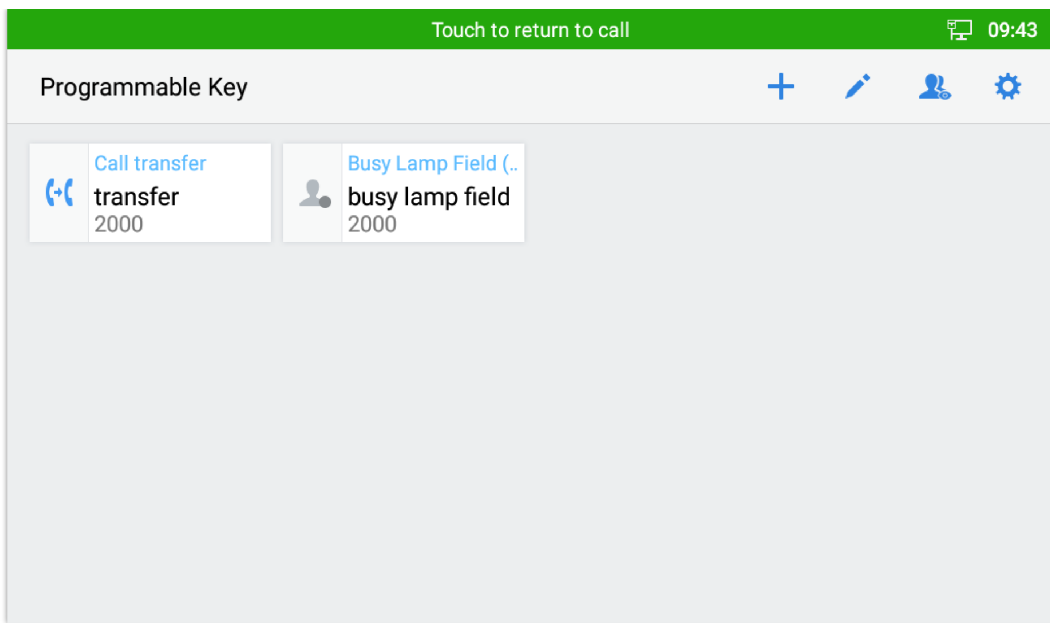 Touch to return to call
09:43
Programmable Key
Call transfer
transfer
2000
Busy Lamp Field (..
busy lamp field
2000